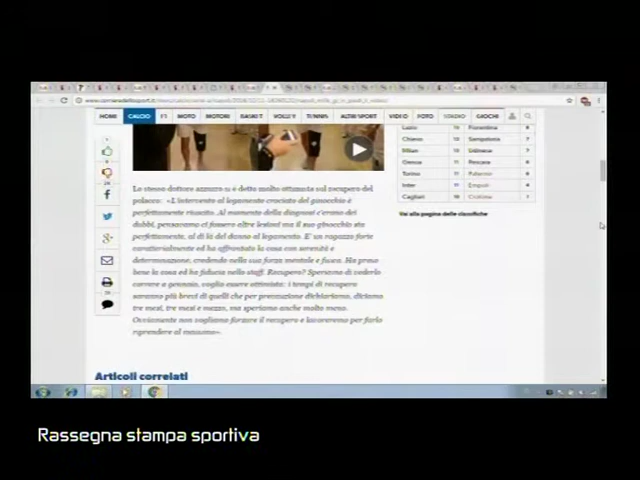 HOME CALCIO F1 MOTO MOTORI BASKET TENNIS ALTRI SPORT VIDEO FOTO STADIO GIOCHI
Lazio Fiorentina
Chievo Sampdoria
Milan Udinese
Genoa Pescara
Torino Palermo
Inter Empoli
Cagliari Crotone
Vai alla pagina delle classifiche
Lo stesso dottore azzurro si è detto molto ottimista sul recupero del
polacco: «L'intervento al legamento crociato del ginocchio è
perfettamente riuscito. Al momento della diagnosi c'erano dei
dubbi, pensavamo ci fossero altre lesioni ma il suo ginocchio sta
perfettamente, al di là del danno al legamento. E' un ragazzo forte
caratterialmente ed ha affrontato la cosa con serenità e
determinazione, credendo nella sua forza mentale e fisica. Ha preso
bene la cosa ed ha fiducia nello staff. Recupero? Speriamo di vederlo
correre a gennaio, voglio essere ottimista: i tempi di recupero
saranno più brevi di quelli che per precauzione dichiariamo, diciamo
tre mesi, tre mesi e mezzo, ma speriamo anche molto meno.
Ovviamente non vogliamo forzare il recupero e lavoreremo per farlo
riprendere al massimo».
Articoli correlati
Rassegna stampa sportiva